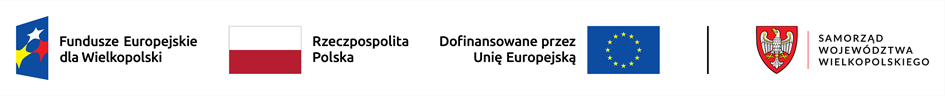 Fundusze Europejskie
dla Wielkopolski
Rzeczpospolita
Polska
Dofinansowane przez
Unię Europejską
SAMORZĄD
WOJEWÓDZTWA
WIELKOPOLSKIEGO